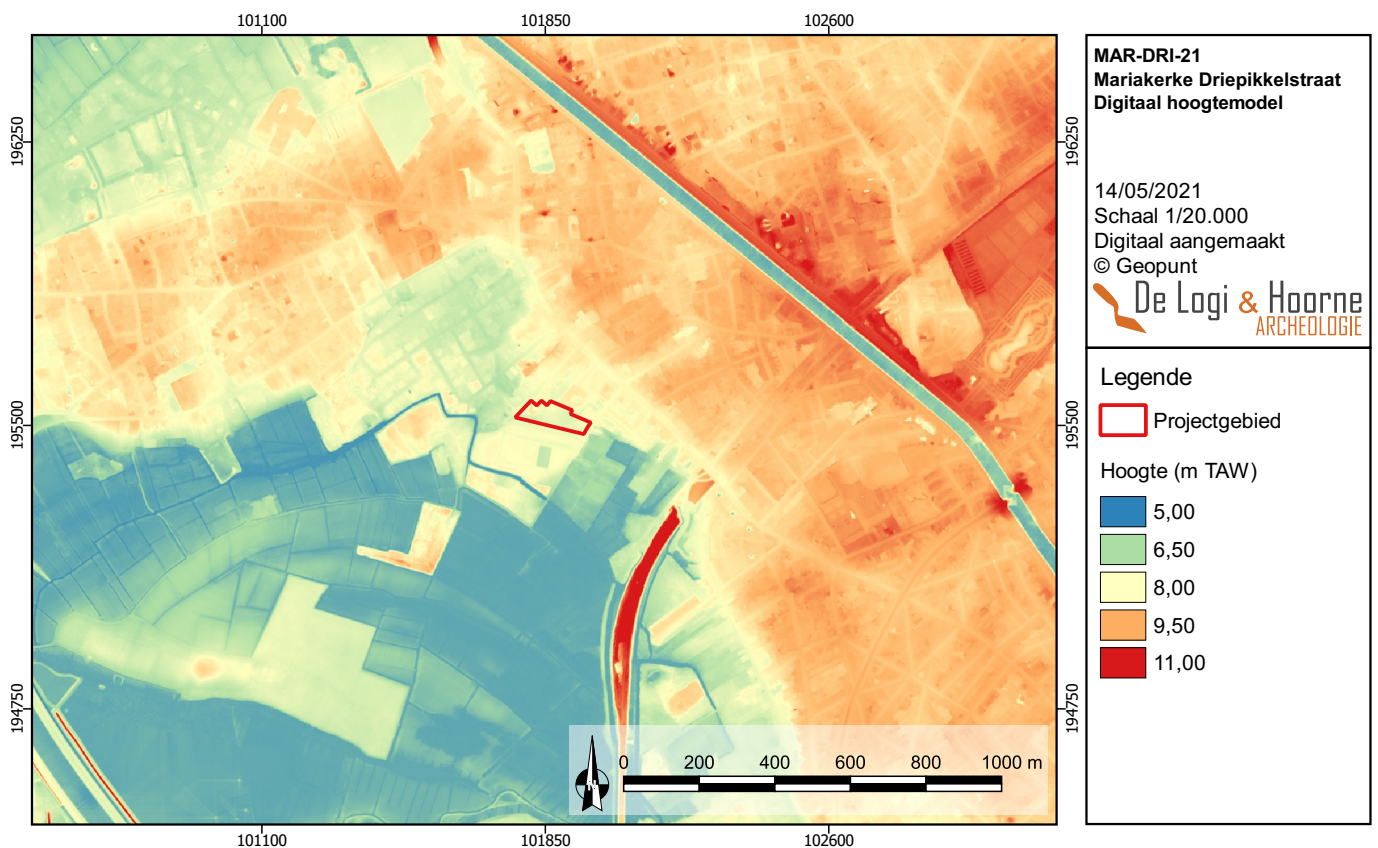 101100 101850 102600
196250 196250
195500 195500
194750 194750
101100 101850 102600
0 200 400 600 800 1000 m
N
MAR-DRI-21
Mariakerke Driepikkelstraat
Digitaal hoogtemodel
14/05/2021
Schaal 1/20.000
Digitaal aangemaakt
© Geopunt
De Logi & Hoorne
ARCHEOLOGIE
Legende
Projectgebied
Hoogte (m TAW)
5,00
6,50
8,00
9,50
11,00